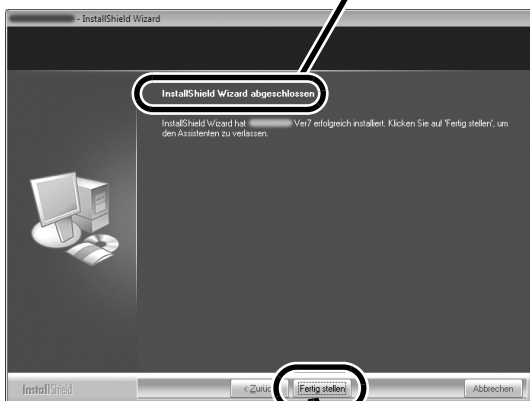 - InstallShield Wizard
InstallShield Wizard abgeschlossen
InstallShield Wizard hat Ver7 erfolgreich installiert. Klicken Sie auf 'Fertig stellen', um
den Assistenten zu verlassen.
InstallShield
< Zurück
Fertig stellen
Abbrechen